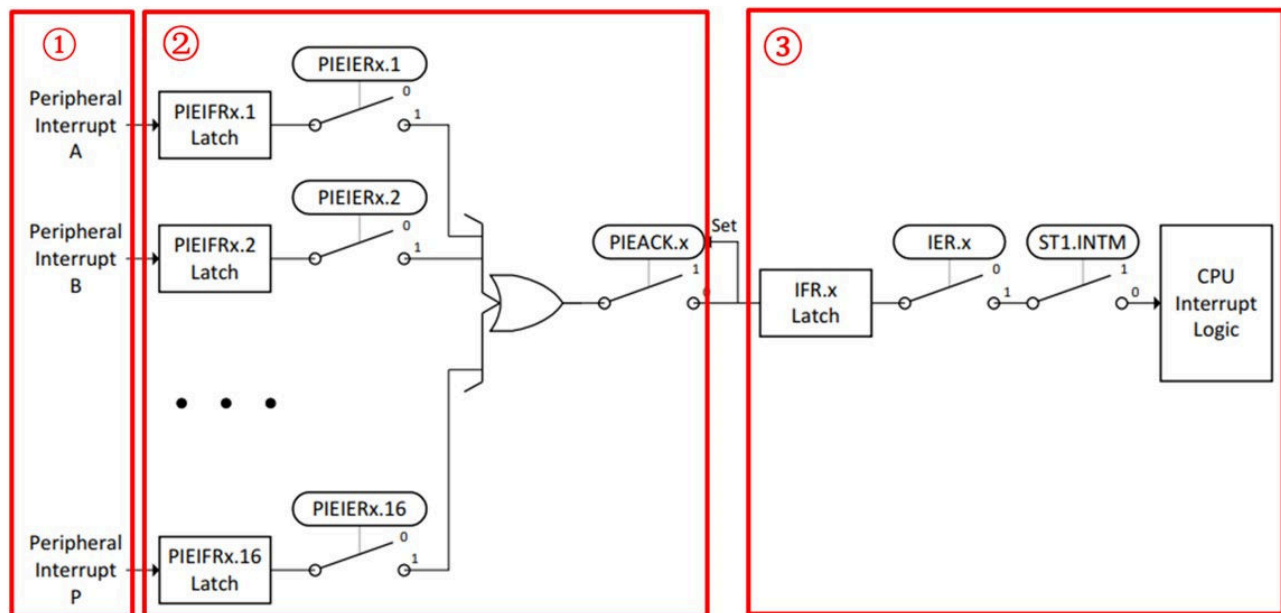 ①
Peripheral
Interrupt
A
Peripheral
Interrupt
B
Peripheral
Interrupt
P
②
PIEIERx.1
PIEIFRx.1
Latch
0
1
PIEIERx.2
PIEIFRx.2
Latch
0
1
PIEIERx.16
PIEIFRx.16
Latch
0
1
PIEACK.x
1
0
Set
③
IFR.x
Latch
IER.x
0
1
ST1.INTM
1
0
CPU
Interrupt
Logic